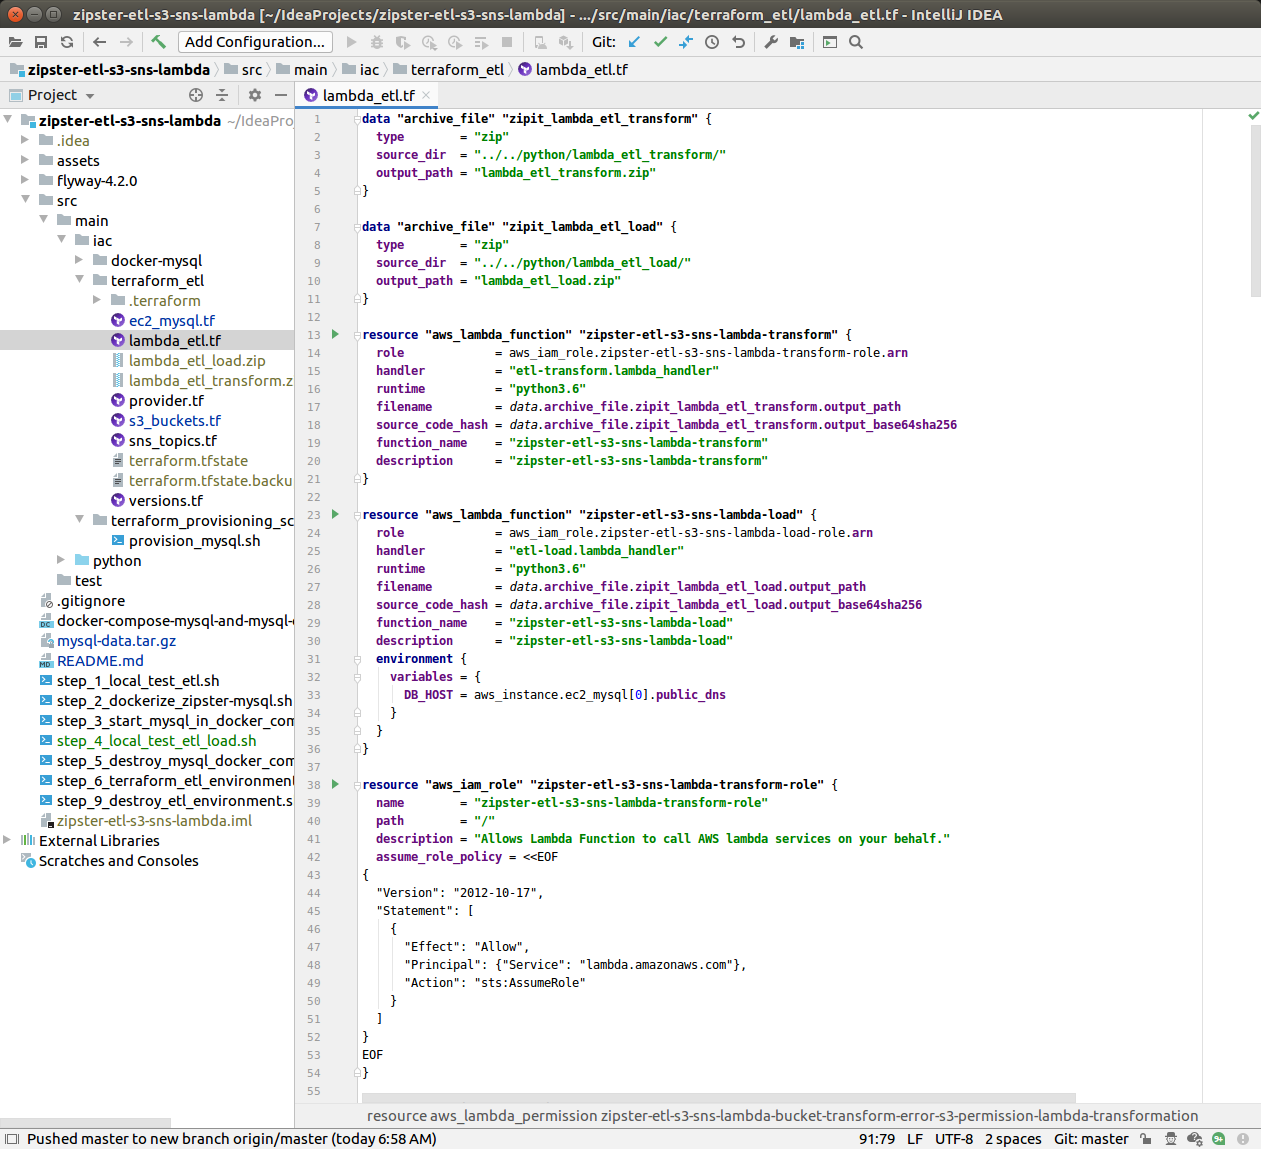 zipster-etl-s3-sns-lambda [~/IdeaProjects/zipster-etl-s3-sns-lambda] - .../src/main/iac/terraform_etl/lambda_etl.tf - IntelliJ IDEA
Add Configuration...
Git:
zipster-etl-s3-sns-lambda
src
main
iac
terraform_etl
lambda_etl.tf
Project
zipster-etl-s3-sns-lambda ~/IdeaProj
.idea
assets
flyway-4.2.0
src
main
iac
docker-mysql
terraform_etl
.terraform
ec2_mysql.tf
lambda_etl.tf
lambda_etl_load.zip
lambda_etl_transform.z
provider.tf
s3_buckets.tf
sns_topics.tf
terraform.tfstate
terraform.tfstate.backu
versions.tf
terraform_provisioning_sc
provision_mysql.sh
python
test
.gitignore
DC docker-compose-mysql-and-mysql-
mysql-data.tar.gz
MD README.md
step_1_local_test_etl.sh
step_2_dockerize_zipster-mysql.sh
step_3_start_mysql_in_docker_com
step_4_local_test_etl_load.sh
step_5_destroy_mysql_docker_com
step_6_terraform_etl_environment
step_9_destroy_etl_environment.s
zipster-etl-s3-sns-lambda.iml
External Libraries
Scratches and Consoles
lambda_etl.tf
1 data "archive_file" "zipit_lambda_etl_transform" {
2 type = "zip"
3 source_dir = "../../python/lambda_etl_transform/"
4 output_path = "lambda_etl_transform.zip"
5 }
6
7 data "archive_file" "zipit_lambda_etl_load" {
8 type = "zip"
9 source_dir = "../../python/lambda_etl_load/"
10 output_path = "lambda_etl_load.zip"
11 }
12
13 resource "aws_lambda_function" "zipster-etl-s3-sns-lambda-transform" {
14 role = aws_iam_role.zipster-etl-s3-sns-lambda-transform-role.arn
15 handler = "etl-transform.lambda_handler"
16 runtime = "python3.6"
17 filename = data.archive_file.zipit_lambda_etl_transform.output_path
18 source_code_hash = data.archive_file.zipit_lambda_etl_transform.output_base64sha256
19 function_name = "zipster-etl-s3-sns-lambda-transform"
20 description = "zipster-etl-s3-sns-lambda-transform"
21 }
22
23 resource "aws_lambda_function" "zipster-etl-s3-sns-lambda-load" {
24 role = aws_iam_role.zipster-etl-s3-sns-lambda-load-role.arn
25 handler = "etl-load.lambda_handler"
26 runtime = "python3.6"
27 filename = data.archive_file.zipit_lambda_etl_load.output_path
28 source_code_hash = data.archive_file.zipit_lambda_etl_load.output_base64sha256
29 function_name = "zipster-etl-s3-sns-lambda-load"
30 description = "zipster-etl-s3-sns-lambda-load"
31 environment {
32 variables = {
33 DB_HOST = aws_instance.ec2_mysql[0].public_dns
34 }
35 }
36 }
37
38 resource "aws_iam_role" "zipster-etl-s3-sns-lambda-transform-role" {
39 name = "zipster-etl-s3-sns-lambda-transform-role"
40 path = "/"
41 description = "Allows Lambda Function to call AWS lambda services on your behalf."
42 assume_role_policy = <<EOF
43 {
44 "Version": "2012-10-17",
45 "Statement": [
46 {
47 "Effect": "Allow",
48 "Principal": {"Service": "lambda.amazonaws.com"},
49 "Action": "sts:AssumeRole"
50 }
51 ]
52 }
53 EOF
54 }
55
resource aws_lambda_permission zipster-etl-s3-sns-lambda-bucket-transform-error-s3-permission-lambda-transformation
Pushed master to new branch origin/master (today 6:58 AM)
91:79 LF UTF-8 2 spaces Git: master 9+